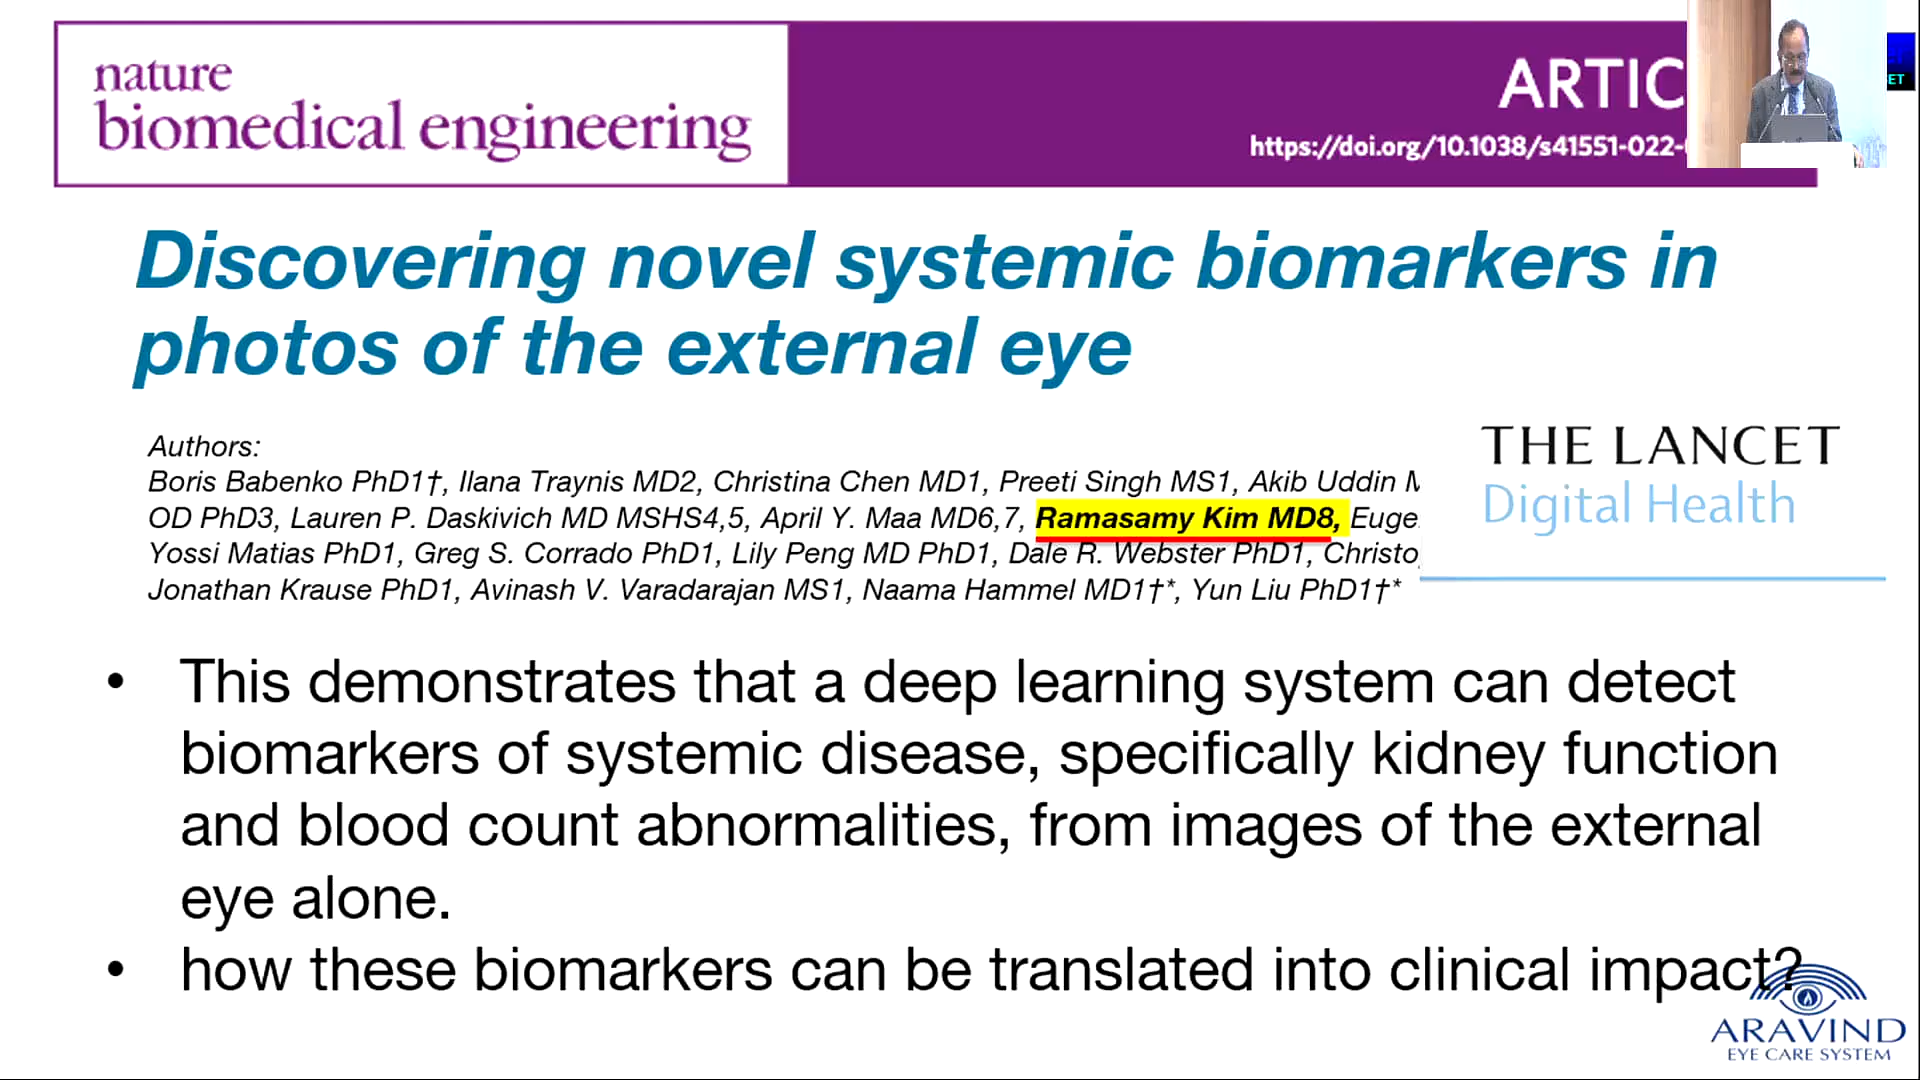 nature
biomedical engineering
ARTIC
https://doi.org/10.1038/s41551-022-
ET
Discovering novel systemic biomarkers in
photos of the external eye
Authors:
Boris Babenko PhD1†, Ilana Traynis MD2, Christina Chen MD1, Preeti Singh MS1, Akib Uddin
OD PhD3, Lauren P. Daskivich MD MSHS4,5, April Y. Maa MD6,7, Ramasamy Kim MD8, Euge
Yossi Matias PhD1, Greg S. Corrado PhD1, Lily Peng MD PhD1, Dale R. Webster PhD1, Christo
Jonathan Krause PhD1, Avinash V. Varadarajan MS1, Naama Hammel MD1†*, Yun Liu PhD1†*
THE LANCET
Digital Health
• This demonstrates that a deep learning system can detect
biomarkers of systemic disease, specifically kidney function
and blood count abnormalities, from images of the external
eye alone.
• how these biomarkers can be translated into clinical impact?
ARAVIND
EYE CARE SYSTEM